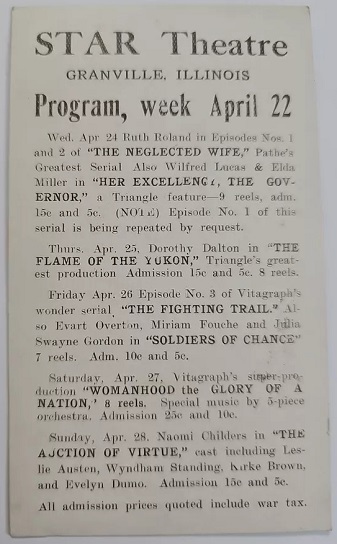 STAR Theatre
GRANVILLE, ILLINOIS
Program, week April 22
Wed. Apr 24 Ruth Roland in Episodes Nos. 1
and 2 of "THE NEGLECTED WIFE," Pathe's
Greatest Serial Also Wilfred Lucas & Elda
Miller in "HER EXCELLENCY, THE GOV-
ERNOR," a Triangle feature—9 reels, adm.
15c and 5c. (NOTE) Episode No. 1 of this
serial is being repeated by request.
Thurs. Apr. 25, Dorothy Dalton in "THE
FLAME OF THE YUKON," Triangle's great-
est production Admission 15c and 5c. 8 reels.
Friday Apr. 26 Episode No. 3 of Vitagraph's
wonder serial, "THE FIGHTING TRAIL." Al-
so Evart Overton, Miriam Fouche and Julia
Swayne Gordon in "SOLDIERS OF CHANCE"
7 reels. Adm. 10c and 5c.
Saturday, Apr. 27, Vitagraph's super-pro-
duction "WOMANHOOD the GLORY OF A
NATION," 8 reels. Special music by 5-piece
orchestra. Admission 25c and 10c.
Sunday, Apr. 28. Naomi Childers in "THE
AUCTION OF VIRTUE," cast including Les-
lie Austen, Wyndham Standing, Kirke Brown,
and Evelyn Dumo. Admission 15c and 5c.
All admission prices quoted include war tax.